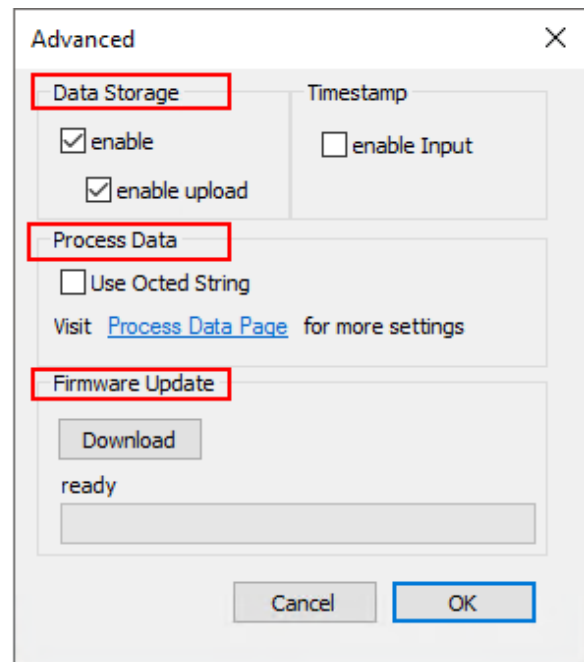 Advanced
Data Storage
Timestamp
enable
enable Input
enable upload
Process Data
Use Octed String
Visit Process Data Page for more settings
Firmware Update
Download
ready
Cancel
OK